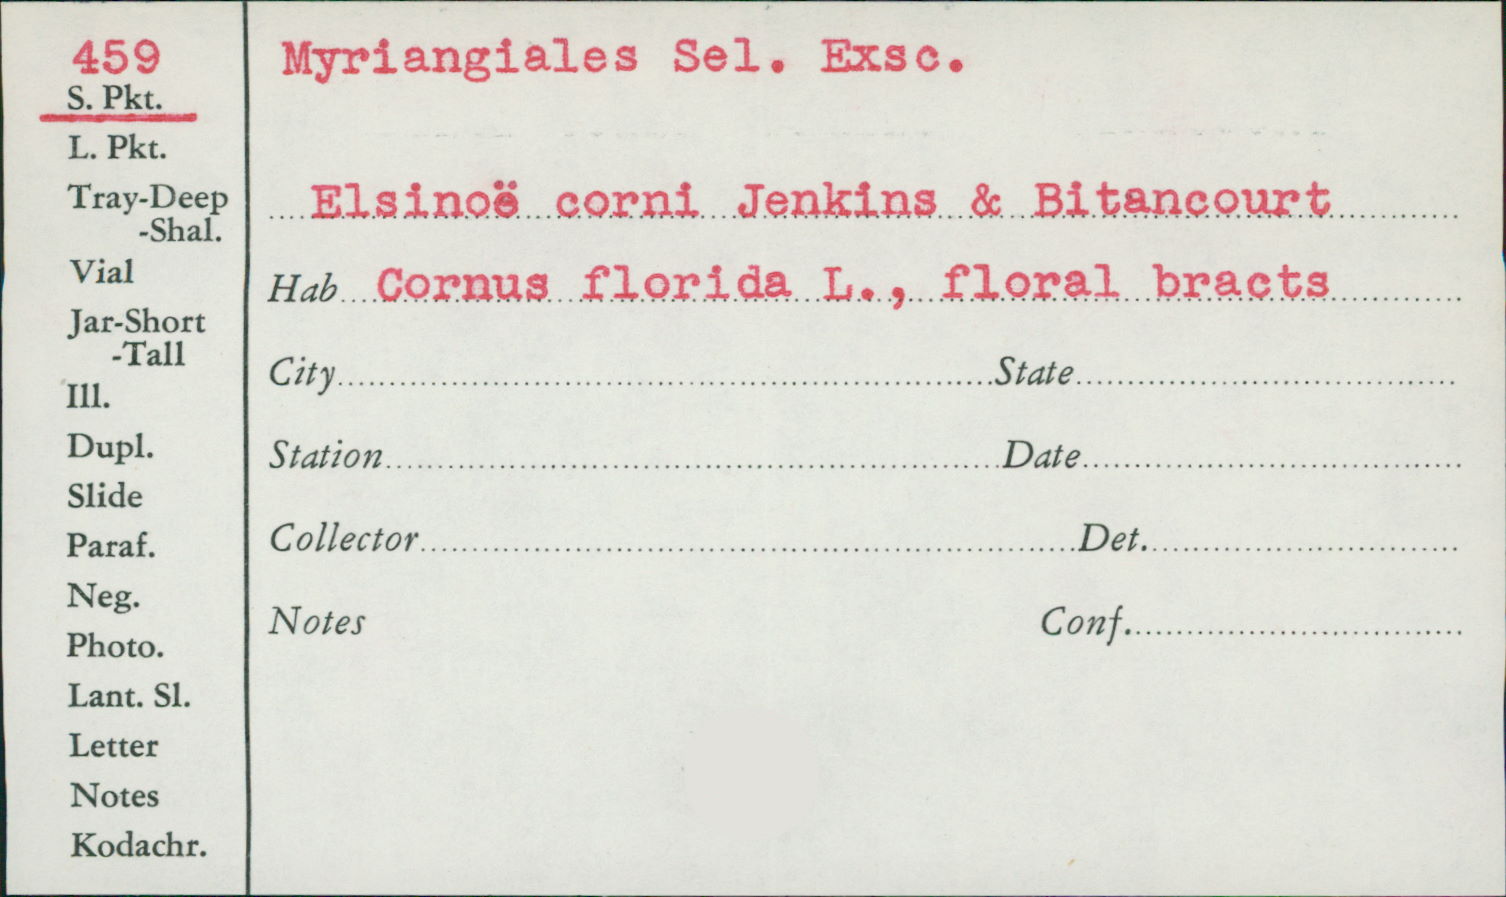 459
S. Pkt.
L. Pkt.
Tray-Deep
-Shal.
Vial
Jar-Short
-Tall
Ill.
Dupl.
Slide
Paraf.
Neg.
Photo.
Lant. Sl.
Letter
Notes
Kodachr.
Myriangiales Sel. Exsc.
Elsinoë corni Jenkins & Bitancourt
Hab Cornus florida L., floral bracts
City State
Station Date
Collector Det.
Notes Conf.